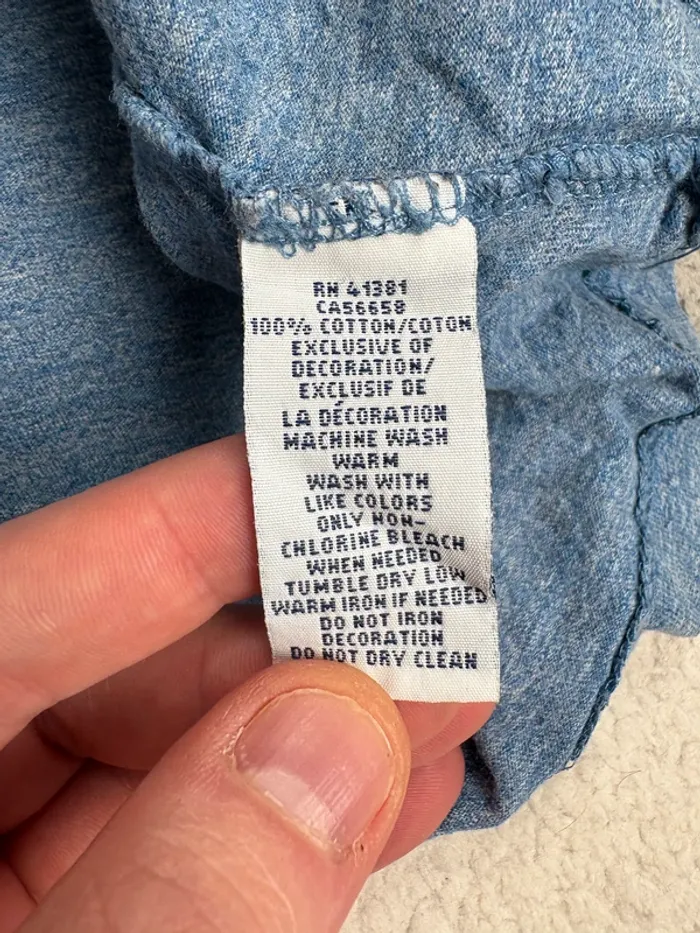 RN 41381
CA56658
100% COTTON/COTON
EXCLUSIVE OF
DECORATION/
EXCLUSIF DE
LA DÉCORATION
MACHINE WASH
WARM
WASH WITH
LIKE COLORS
ONLY NON-
CHLORINE BLEACH
WHEN NEEDED
TUMBLE DRY LOW
WARM IRON IF NEEDED
DO NOT IRON
DECORATION
DO NOT DRY CLEAN